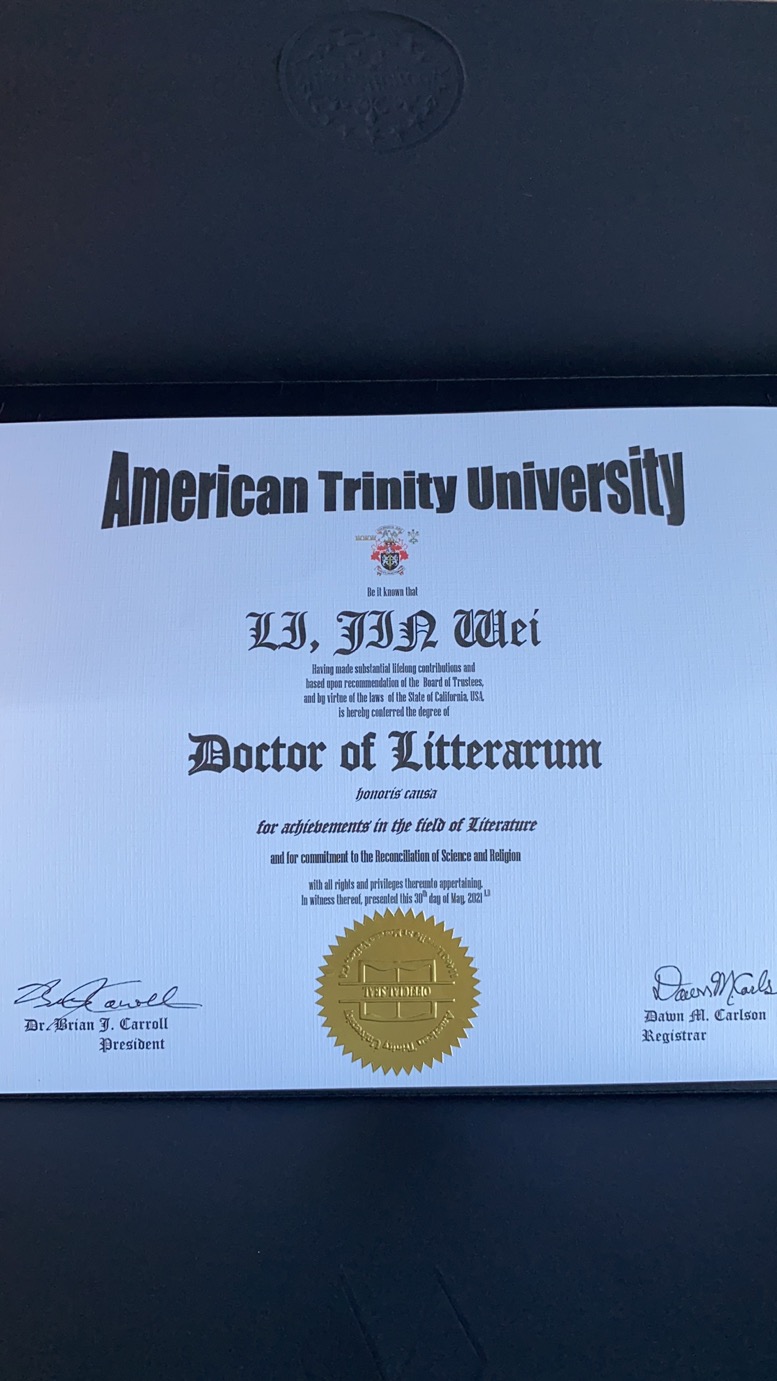 American Trinity University
Be it known that
LI, JIN Wei
Having made substantial lifelong contributions and
based upon recommendation of the Board of Trustees,
and by virtue of the laws of the State of California, USA,
is hereby conferred the degree of
Doctor of Litterarum
honoris causa
for achievements in the field of Literature
and for commitment to the Reconciliation of Science and Religion
with all rights and privileges thereunto appertaining.
In witness thereof, presented this 30th day of May, 2021
OFFICIAL SEAL
American Trinity University
Dr. Brian J. Carroll
President
Dawn M. Carlson
Registrar